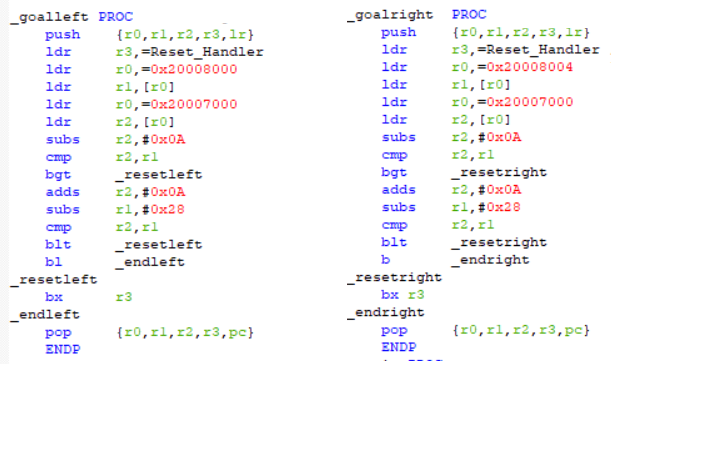 _goalleft PROC
push {r0,r1,r2,r3,lr}
ldr r3,=Reset_Handler
ldr r0,=0x20008000
ldr r1,[r0]
ldr r0,=0x20007000
ldr r2,[r0]
subs r2,#0x0A
cmp r2,r1
bgt _resetleft
adds r2,#0x0A
subs r1,#0x28
cmp r2,r1
blt _resetleft
bl _endleft
_resetleft
bx r3
_endleft
pop {r0,r1,r2,r3,pc}
ENDP
_goalright PROC
push {r0,r1,r2,r3,lr}
ldr r3,=Reset_Handler
ldr r0,=0x20008004
ldr r1,[r0]
ldr r0,=0x20007000
ldr r2,[r0]
subs r2,#0x0A
cmp r2,r1
bgt _resetright
adds r2,#0x0A
subs r1,#0x28
cmp r2,r1
blt _resetright
b _endright
_resetright
bx r3
_endright
pop {r0,r1,r2,r3,pc}
ENDP